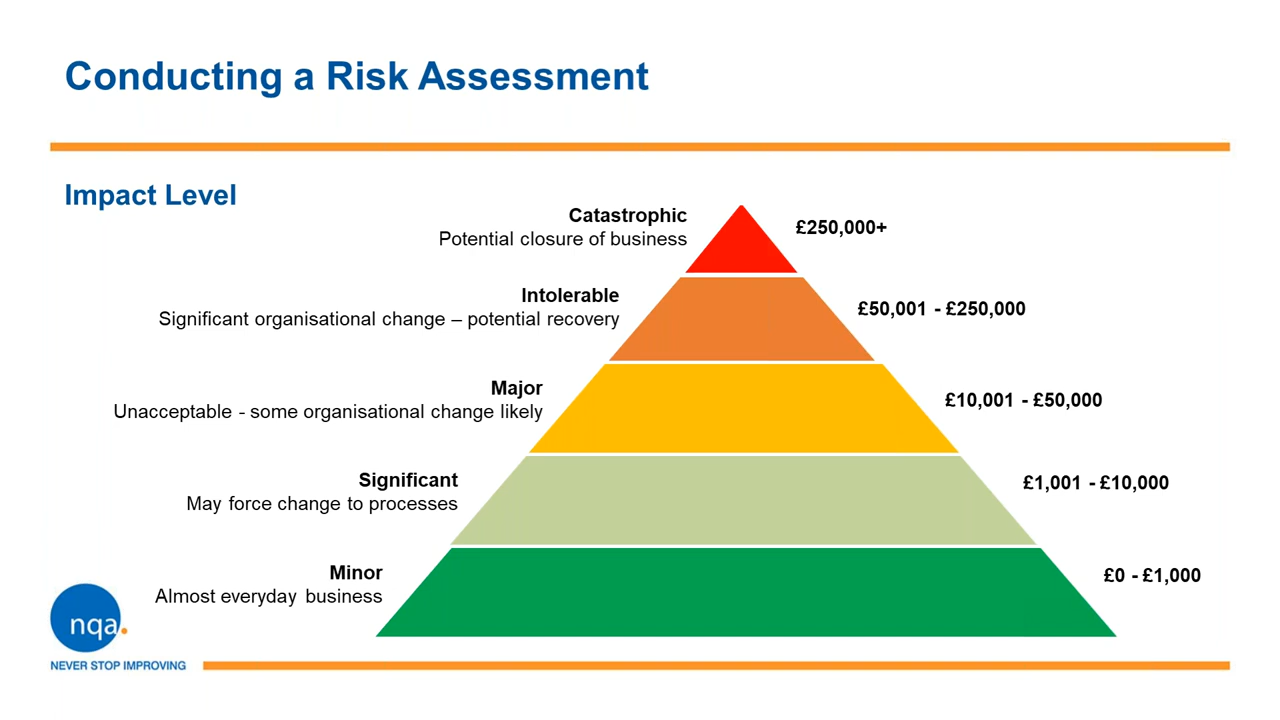 Conducting a Risk Assessment
Impact Level
Catastrophic
Potential closure of business
£250,000+
Intolerable
Significant organisational change – potential recovery
£50,001 - £250,000
Major
Unacceptable - some organisational change likely
£10,001 - £50,000
Significant
May force change to processes
£1,001 - £10,000
Minor
Almost everyday business
£0 - £1,000
nqa.
NEVER STOP IMPROVING